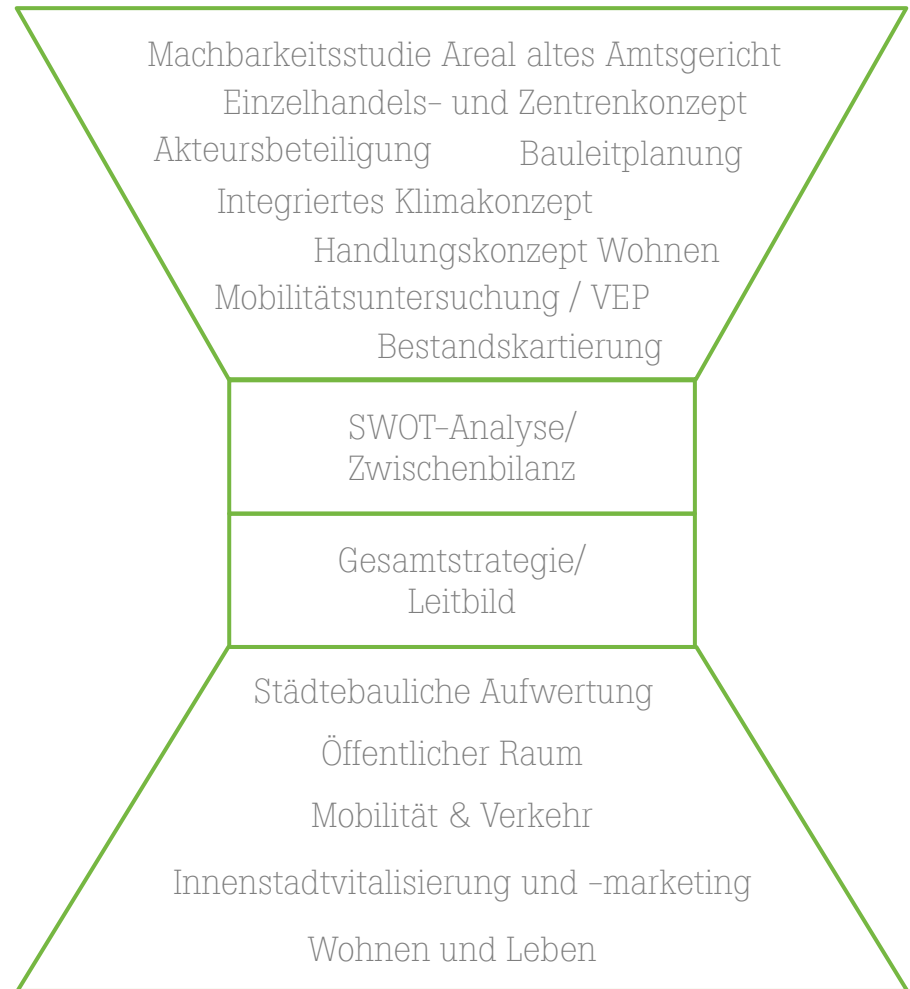 Machbarkeitsstudie Areal altes Amtsgericht
Einzelhandels- und Zentrenkonzept
Akteursbeteiligung
Bauleitplanung
Integriertes Klimakonzept
Handlungskonzept Wohnen
Mobilitätsuntersuchung / VEP
Bestandskartierung
SWOT-Analyse/
Zwischenbilanz
Gesamtstrategie/
Leitbild
Städtebauliche Aufwertung
Öffentlicher Raum
Mobilität & Verkehr
Innenstadtvitalisierung und -marketing
Wohnen und Leben